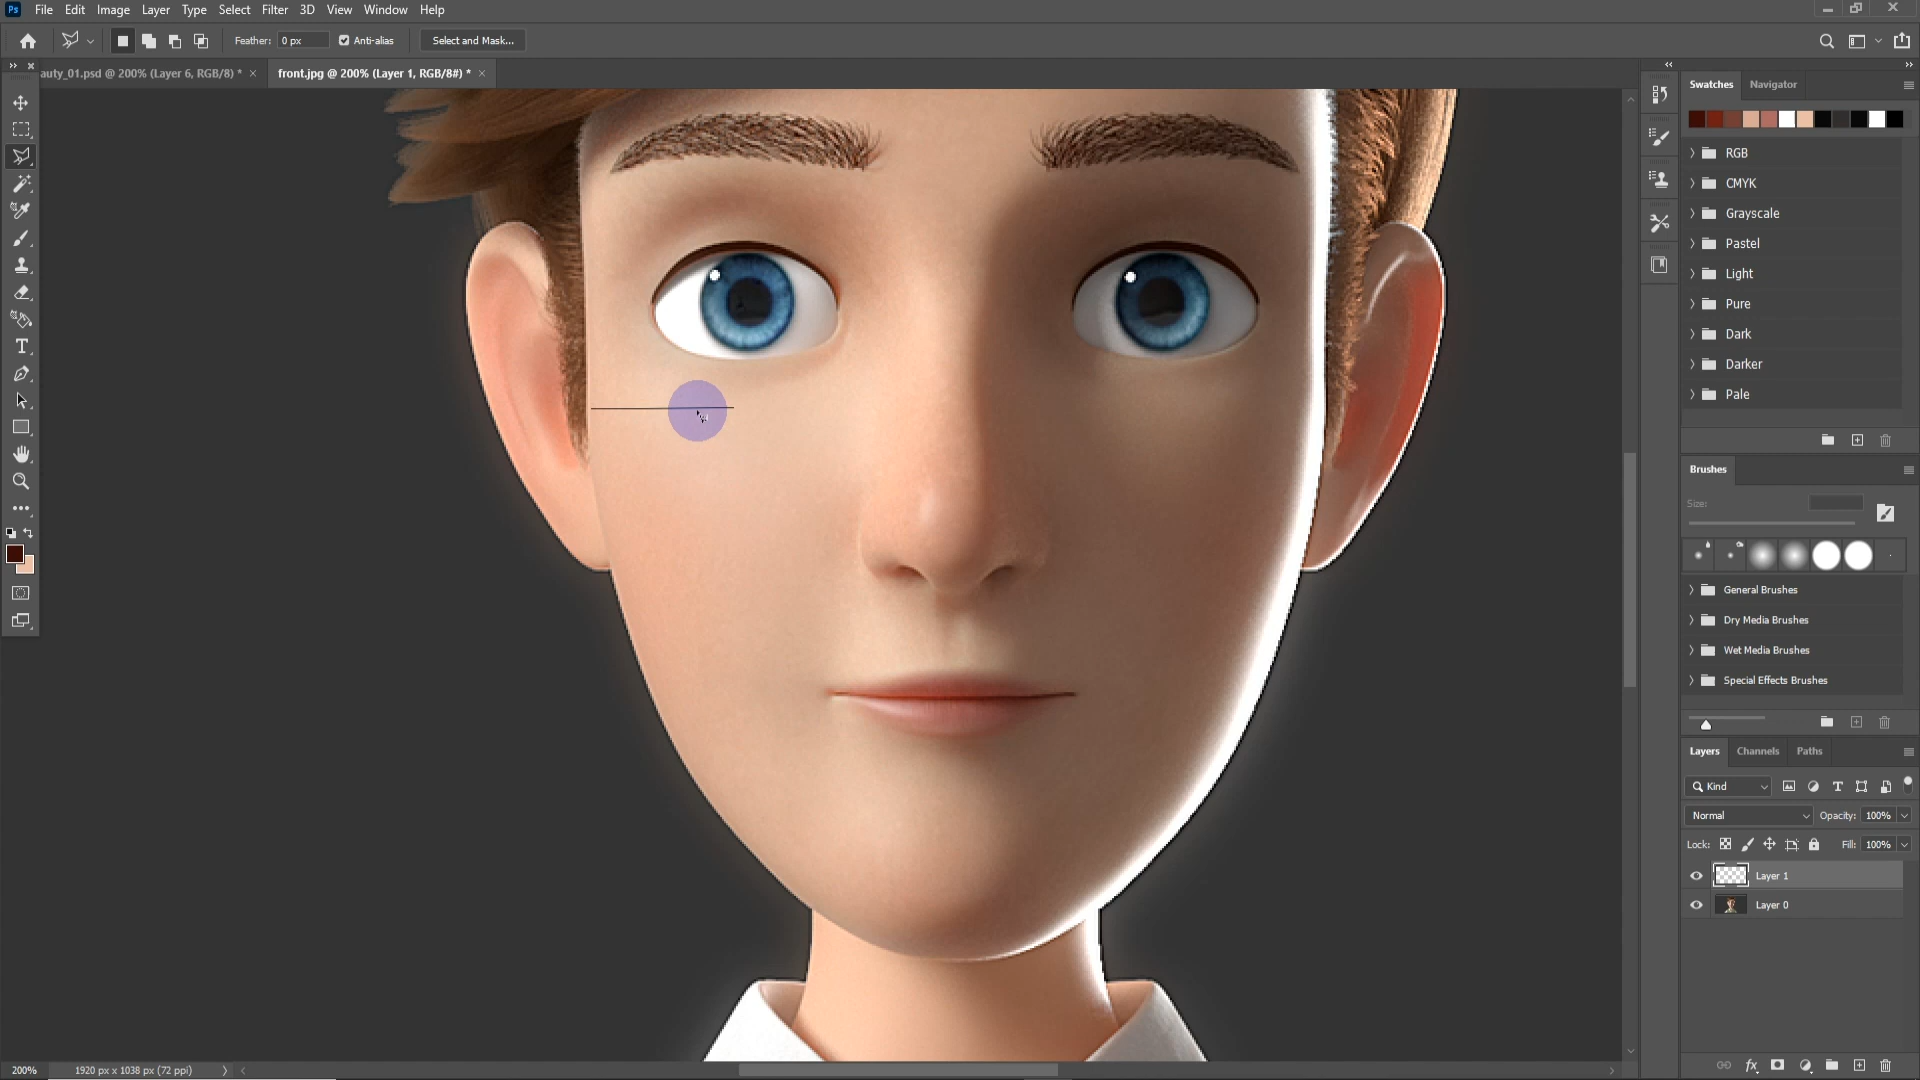 Ps File Edit Image Layer Type Select Filter 3D View Window Help
Feather: 0 px Anti-alias Select and Mask...
auty_01.psd @ 200% (Layer 6, RGB/8) * front.jpg @ 200% (Layer 1, RGB/8#) *
Swatches Navigator
RGB
CMYK
Grayscale
Pastel
Light
Pure
Dark
Darker
Pale
Brushes
Size:
General Brushes
Dry Media Brushes
Wet Media Brushes
Special Effects Brushes
Layers Channels Paths
Kind
Normal Opacity: 100%
Lock: Fill: 100%
Layer 1
Layer 0
200% 1920 px x 1038 px (72 ppi)